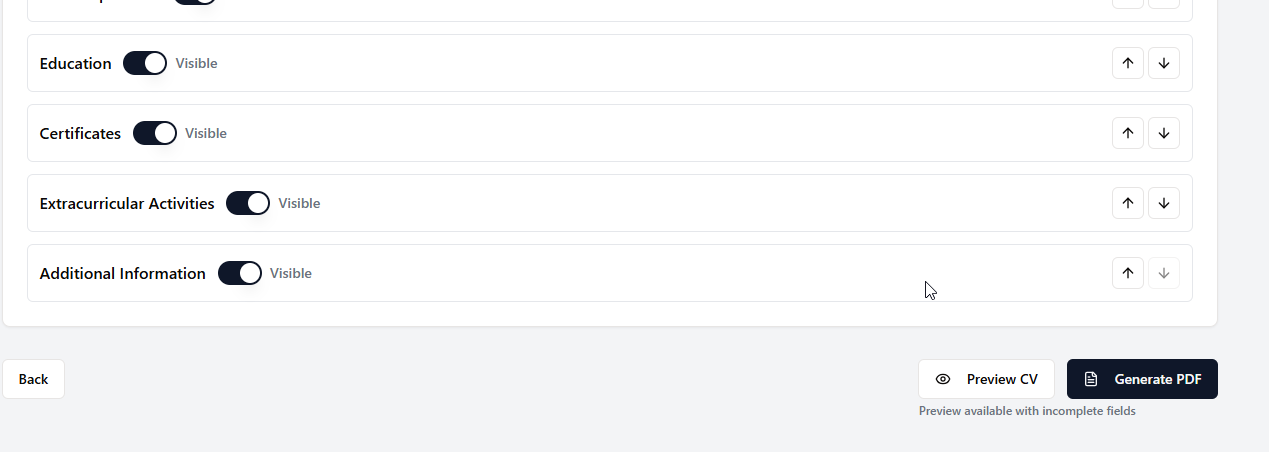 Education Visible
Certificates Visible
Extracurricular Activities Visible
Additional Information Visible
Back
Preview CV
Generate PDF
Preview available with incomplete fields